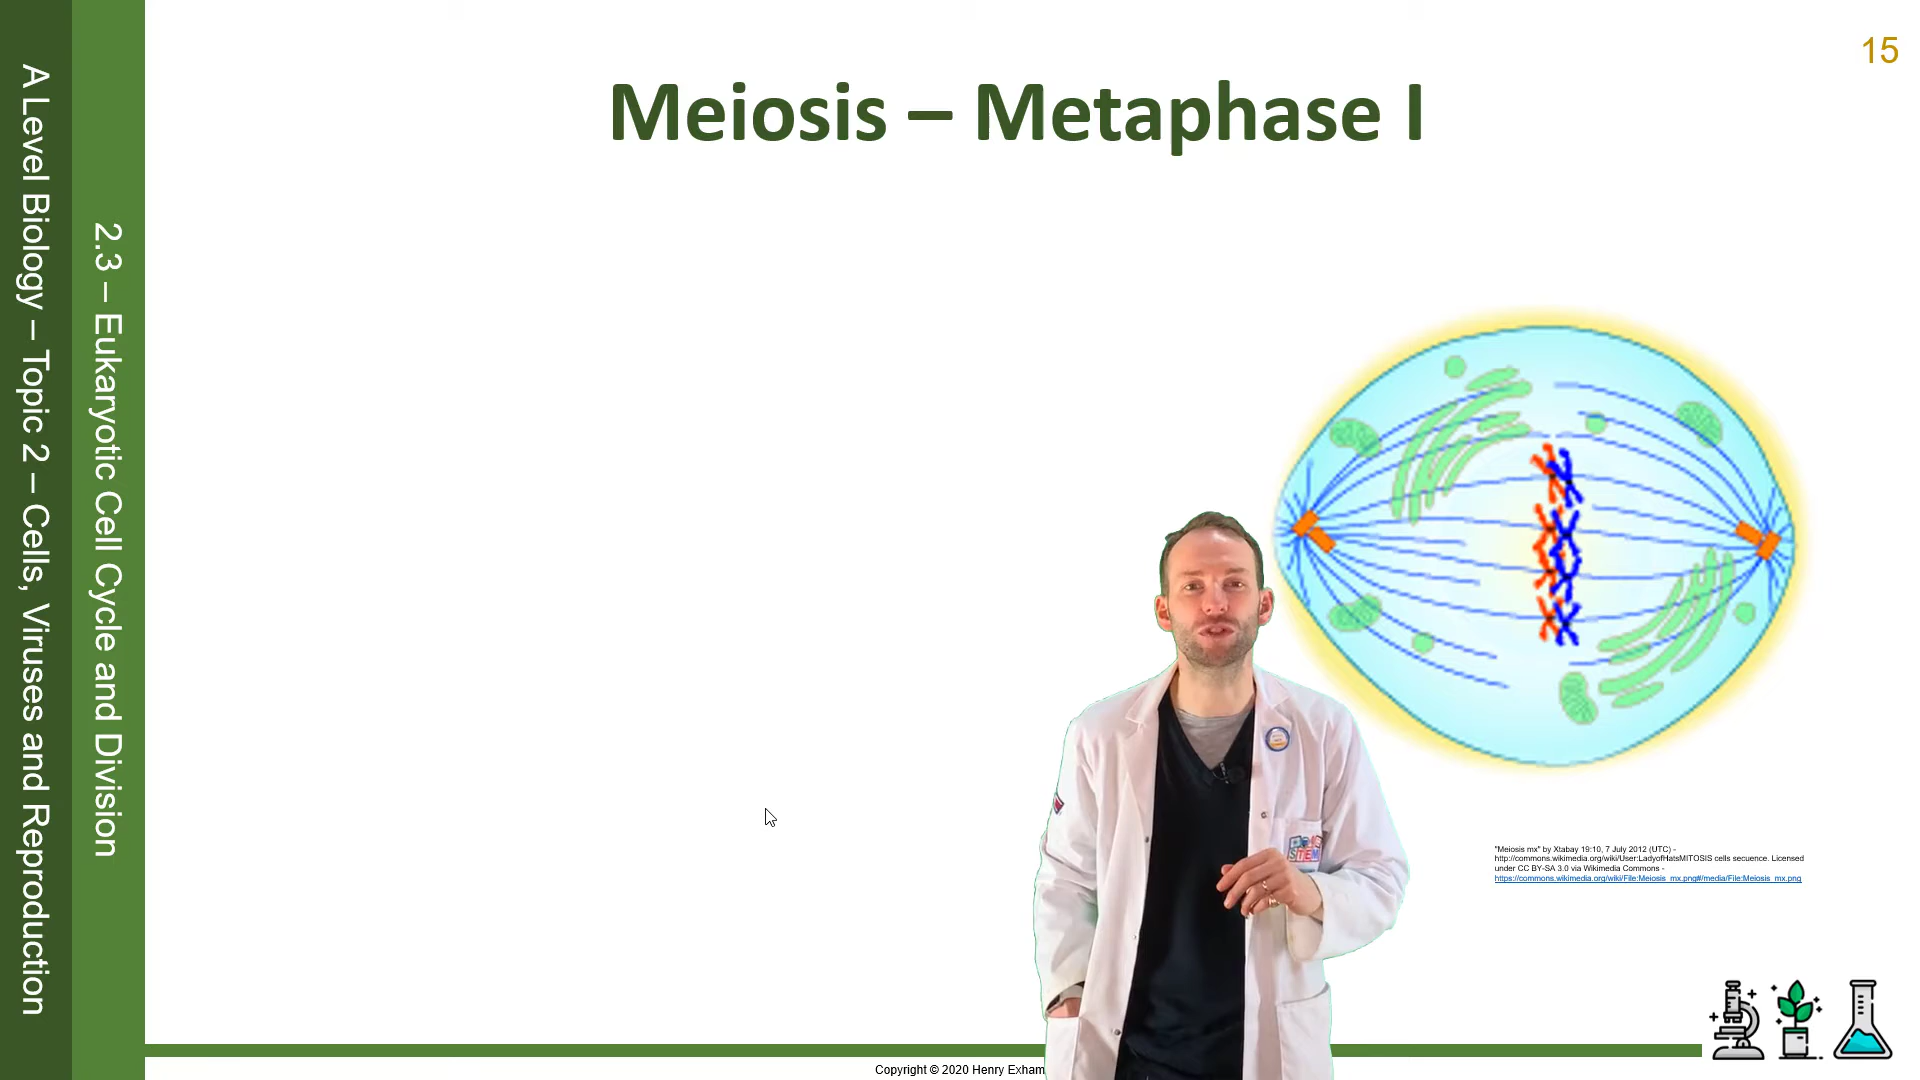 A Level Biology – Topic 2 – Cells, Viruses and Reproduction
2.3 – Eukaryotic Cell Cycle and Division
15
Meiosis – Metaphase I
"Meiosis mx" by Xtabay 19:10, 7 July 2012 (UTC) -
http://commons.wikimedia.org/wiki/User:LadyofHatsMITOSIS cells secuence. Licensed
under CC BY-SA 3.0 via Wikimedia Commons -
https://commons.wikimedia.org/wiki/File:Meiosis_mx.png#/media/File:Meiosis_mx.png
STEM
Copyright © 2020 Henry Exham